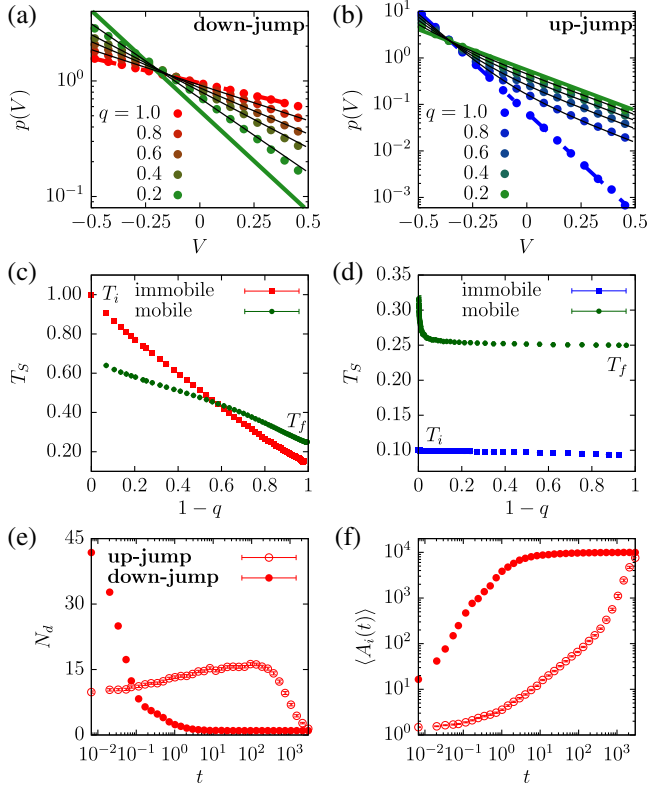 (a)
down-jump
p(V)
10^0
10^{-1}
q = 1.0
0.8
0.6
0.4
0.2
−0.5 −0.25 0 0.25 0.5
V
(b)
up-jump
p(V)
10^1
10^0
10^{-1}
10^{-2}
10^{-3}
q = 1.0
0.8
0.6
0.4
0.2
−0.5 −0.25 0 0.25 0.5
V
(c)
T_S
1.00
0.80
0.60
0.40
0.20
T_i
immobile
mobile
T_f
0 0.2 0.4 0.6 0.8 1
1 − q
(d)
T_S
0.35
0.30
0.25
0.20
0.15
0.10
immobile
mobile
T_f
T_i
0 0.2 0.4 0.6 0.8 1
1 − q
(e)
N_d
45
30
15
0
up-jump
down-jump
10^{-2} 10^{-1} 10^0 10^1 10^2 10^3
t
(f)
⟨A_i(t)⟩
10^5
10^4
10^3
10^2
10^1
10^0
10^{-2} 10^{-1} 10^0 10^1 10^2 10^3
t